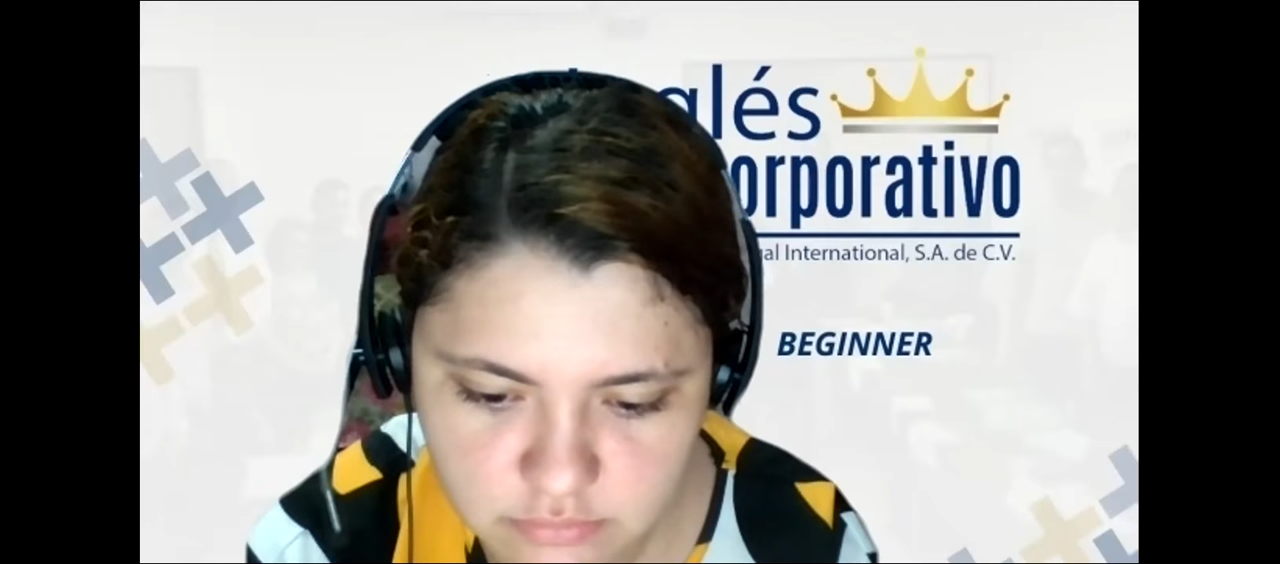 glés
orporativo
al International, S.A. de C.V.
BEGINNER